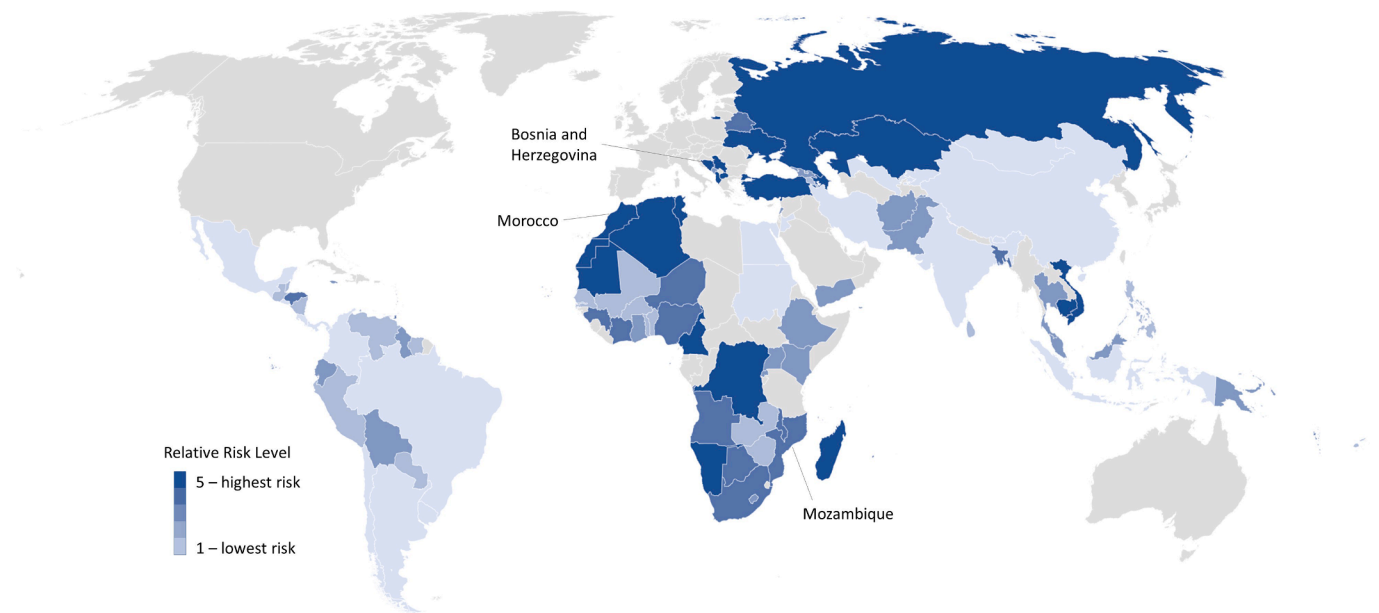 Bosnia and
Herzegovina
Morocco
Relative Risk Level
5 – highest risk
1 – lowest risk
Mozambique